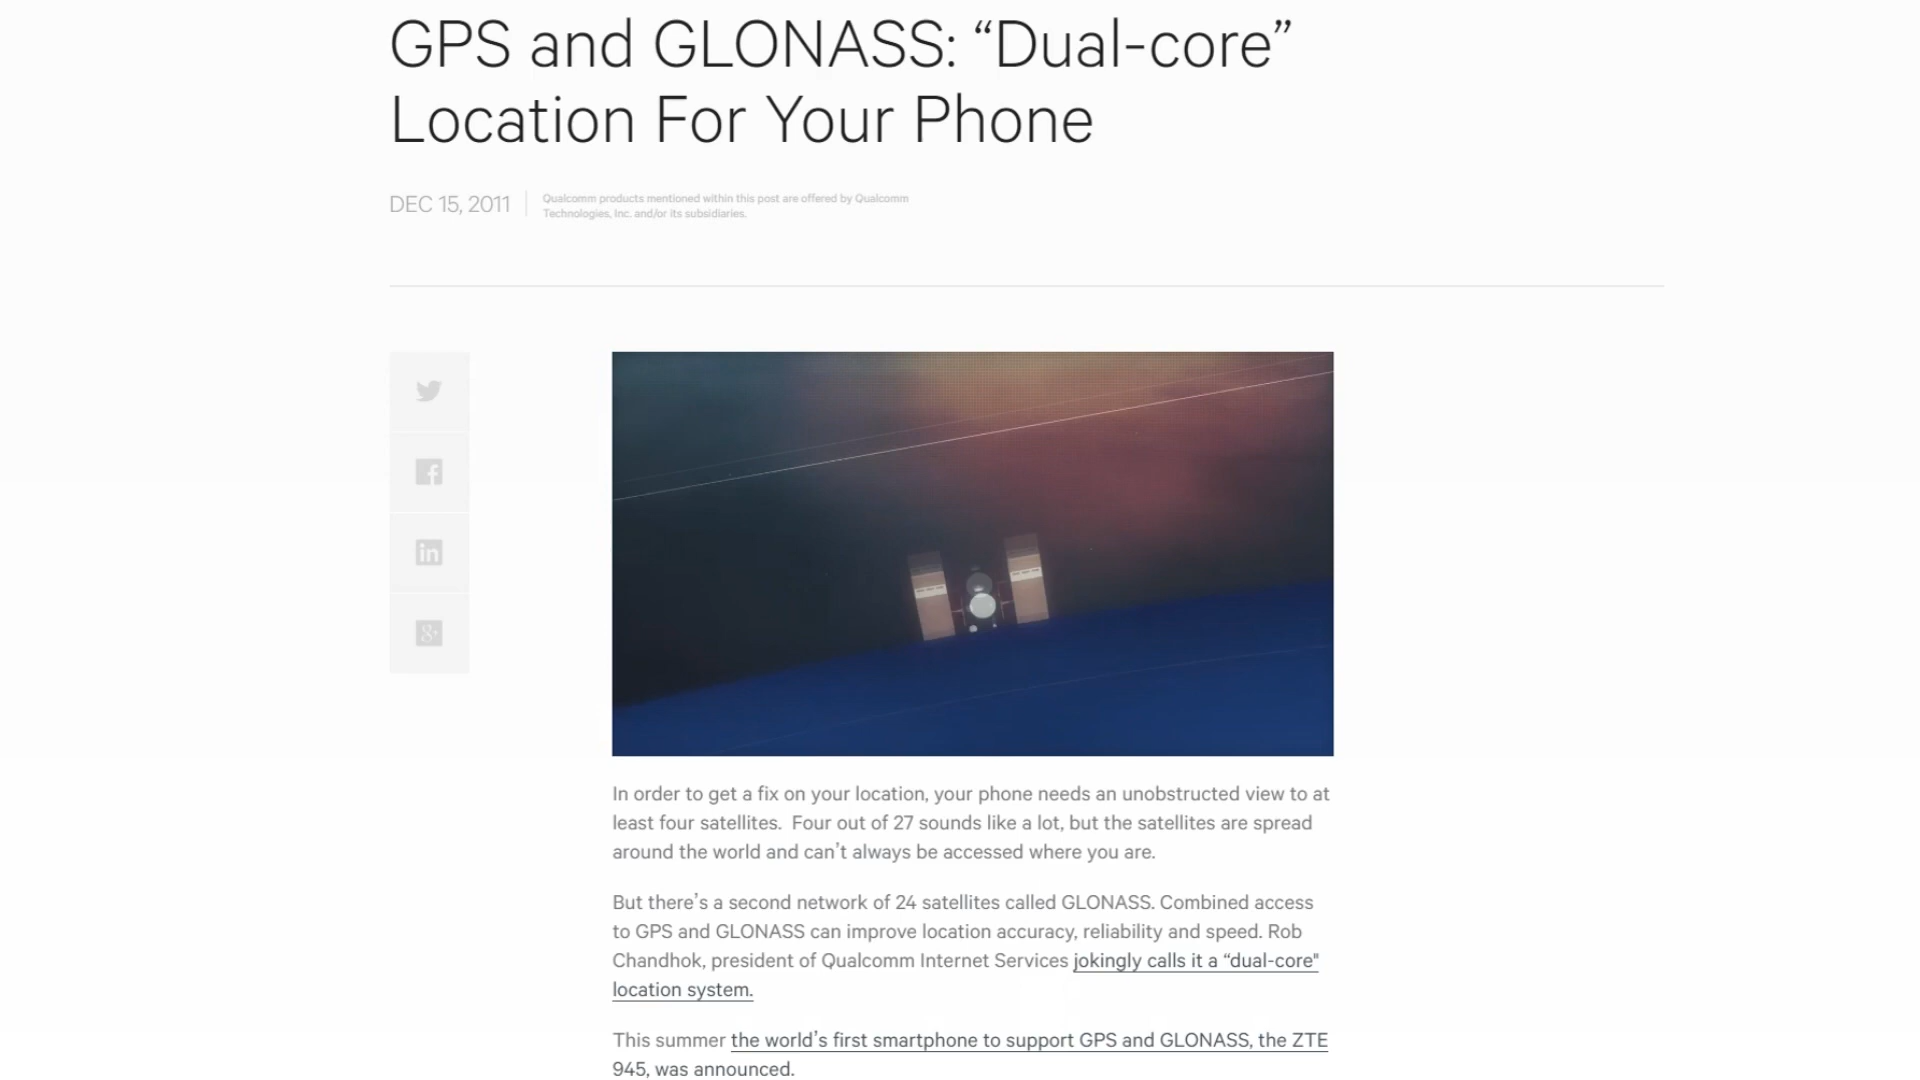 GPS and GLONASS: “Dual-core”
Location For Your Phone
DEC 15, 2011
Qualcomm products mentioned within this post are offered by Qualcomm
Technologies, Inc. and/or its subsidiaries.
In order to get a fix on your location, your phone needs an unobstructed view to at
least four satellites.  Four out of 27 sounds like a lot, but the satellites are spread
around the world and can’t always be accessed where you are.
But there’s a second network of 24 satellites called GLONASS. Combined access
to GPS and GLONASS can improve location accuracy, reliability and speed. Rob
Chandhok, president of Qualcomm Internet Services jokingly calls it a “dual-core"
location system.
This summer the world’s first smartphone to support GPS and GLONASS, the ZTE
945, was announced.